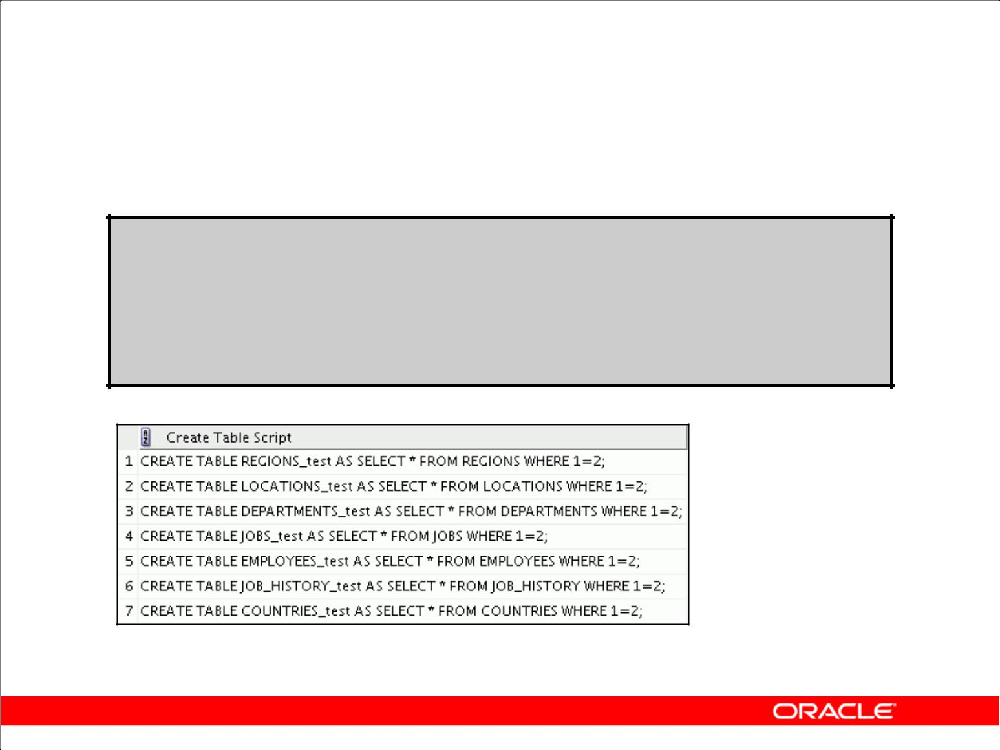 Create Table Script
1 CREATE TABLE REGIONS_test AS SELECT * FROM REGIONS WHERE 1=2;
2 CREATE TABLE LOCATIONS_test AS SELECT * FROM LOCATIONS WHERE 1=2;
3 CREATE TABLE DEPARTMENTS_test AS SELECT * FROM DEPARTMENTS WHERE 1=2;
4 CREATE TABLE JOBS_test AS SELECT * FROM JOBS WHERE 1=2;
5 CREATE TABLE EMPLOYEES_test AS SELECT * FROM EMPLOYEES WHERE 1=2;
6 CREATE TABLE JOB_HISTORY_test AS SELECT * FROM JOB_HISTORY WHERE 1=2;
7 CREATE TABLE COUNTRIES_test AS SELECT * FROM COUNTRIES WHERE 1=2;
ORACLE